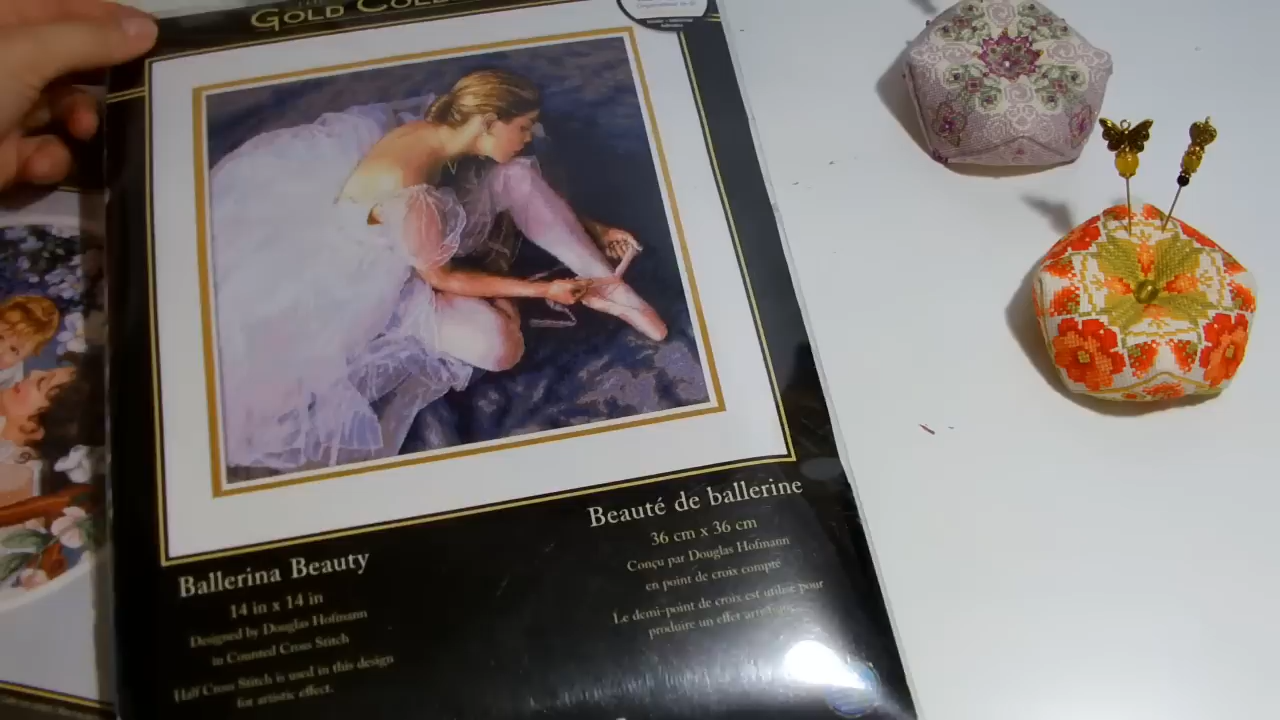 GOLD COLL
Ballerina Beauty
14 in x 14 in
Designed by Douglas Hofmann
in Counted Cross Stitch
Half Cross Stitch is used in this design
for artistic effect.
Beauté de ballerine
36 cm x 36 cm
Conçu par Douglas Hofmann
en point de croix compté
Le demi-point de croix est utilisé pour
produire un effet artistique.